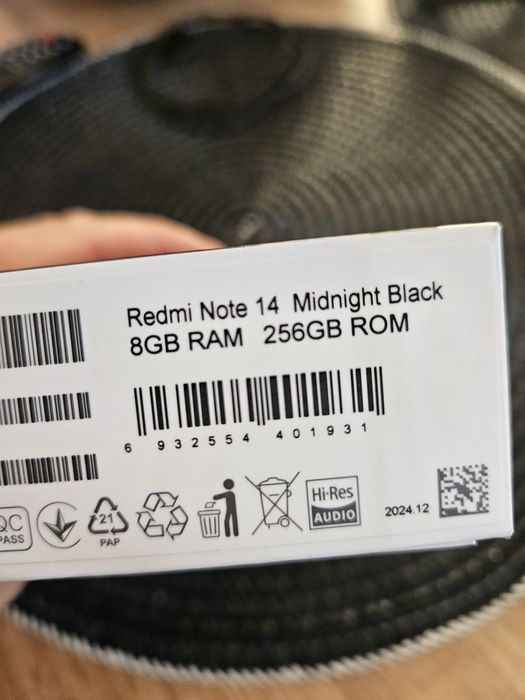 Redmi Note 14 Midnight Black
8GB RAM 256GB ROM
6 932554 401931
QC
PASS
21
PAP
Hi-Res
AUDIO
2024.12